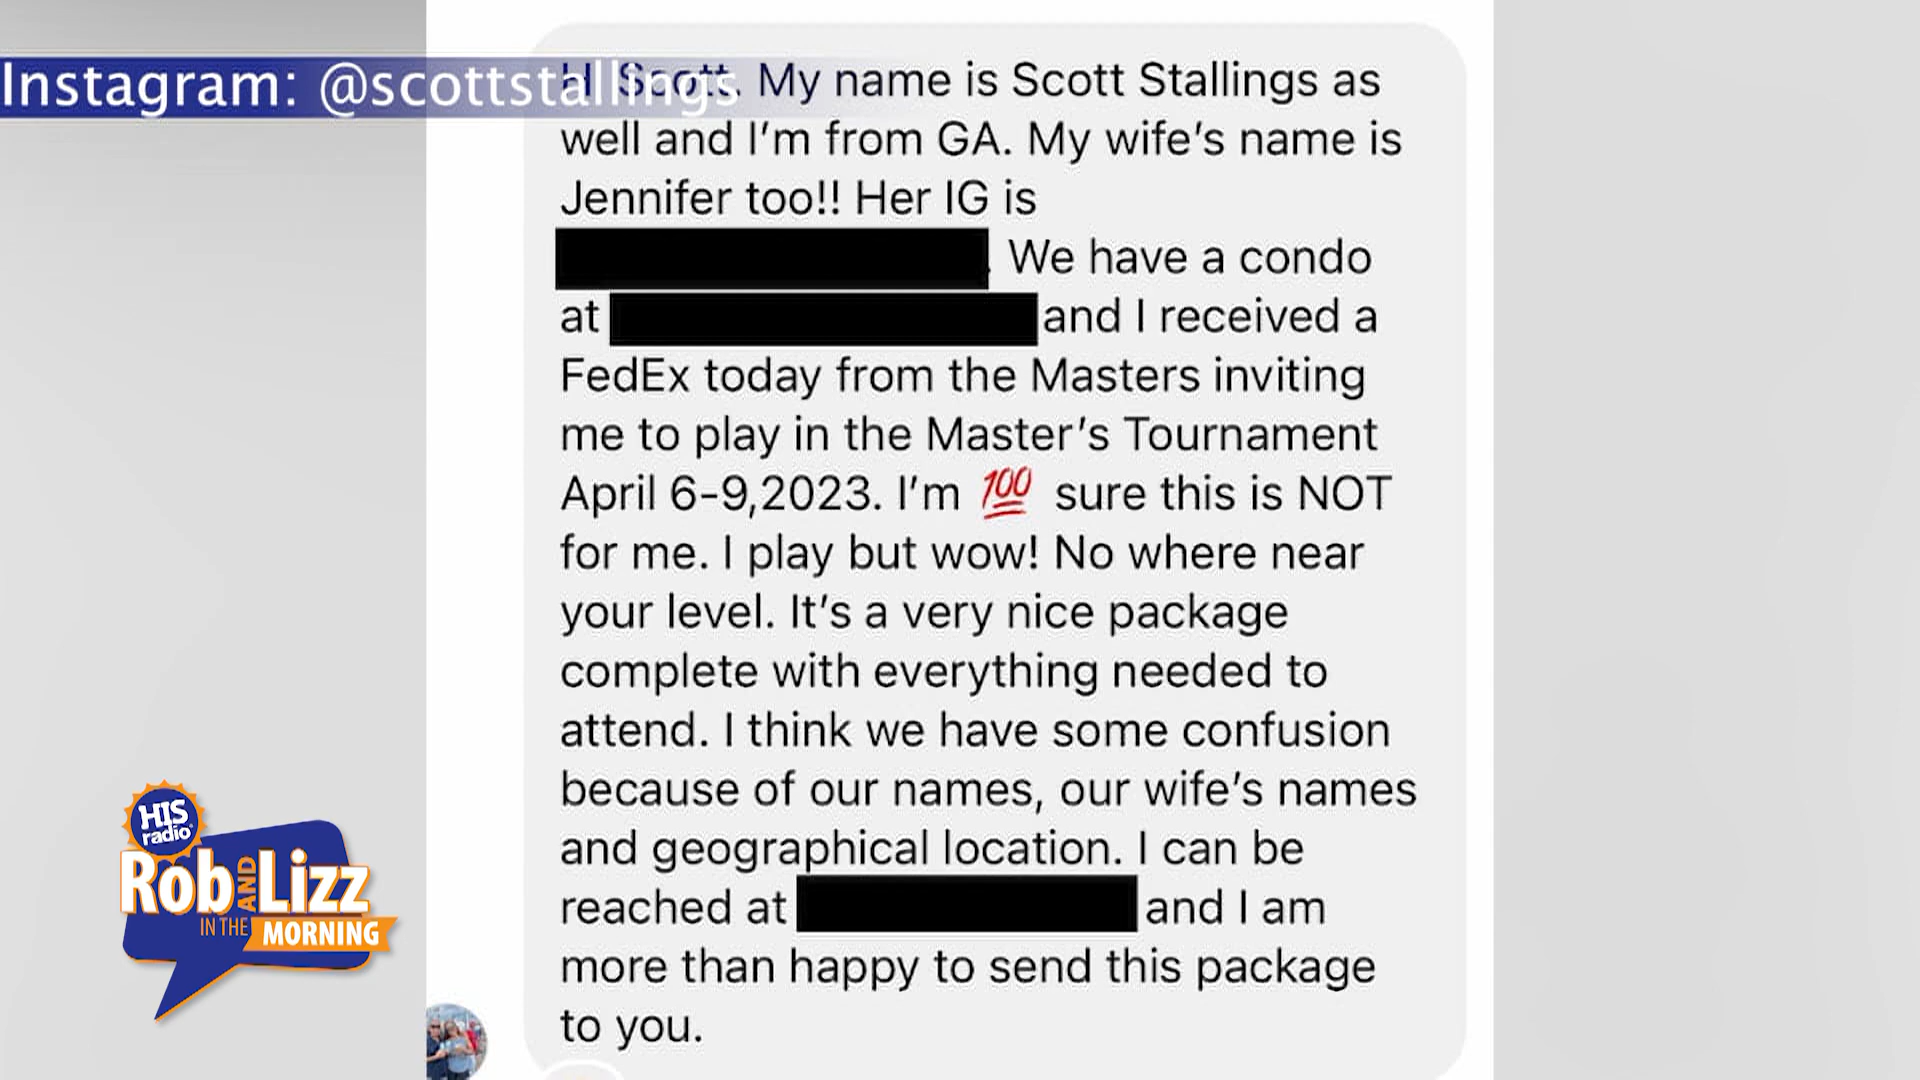 Instagram: @scottstallings
Hi Scott. My name is Scott Stallings as
well and I'm from GA. My wife's name is
Jennifer too!! Her IG is
. We have a condo
at and I received a
FedEx today from the Masters inviting
me to play in the Master's Tournament
April 6-9,2023. I'm 💯 sure this is NOT
for me. I play but wow! No where near
your level. It's a very nice package
complete with everything needed to
attend. I think we have some confusion
because of our names, our wife's names
and geographical location. I can be
reached at and I am
more than happy to send this package
to you.
HIS
radio
Rob AND Lizz
IN THE MORNING